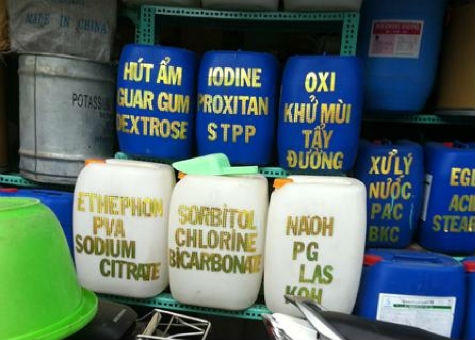 MADE IN CHINA
POTASS
HÚT ẨM
GUAR GUM
DEXTROSE
IODINE
PROXITAN
STPP
OXI
KHỬ MÙI
TẨY
ĐƯỜNG
XỬ LÝ
NƯỚC
PAC
BKC
EG
ACID
STEA
ETHEPHON
PVA
SODIUM
CITRATE
SORBITOL
CHLORINE
BICARBONATE
NAOH
PG
LAS
KOH